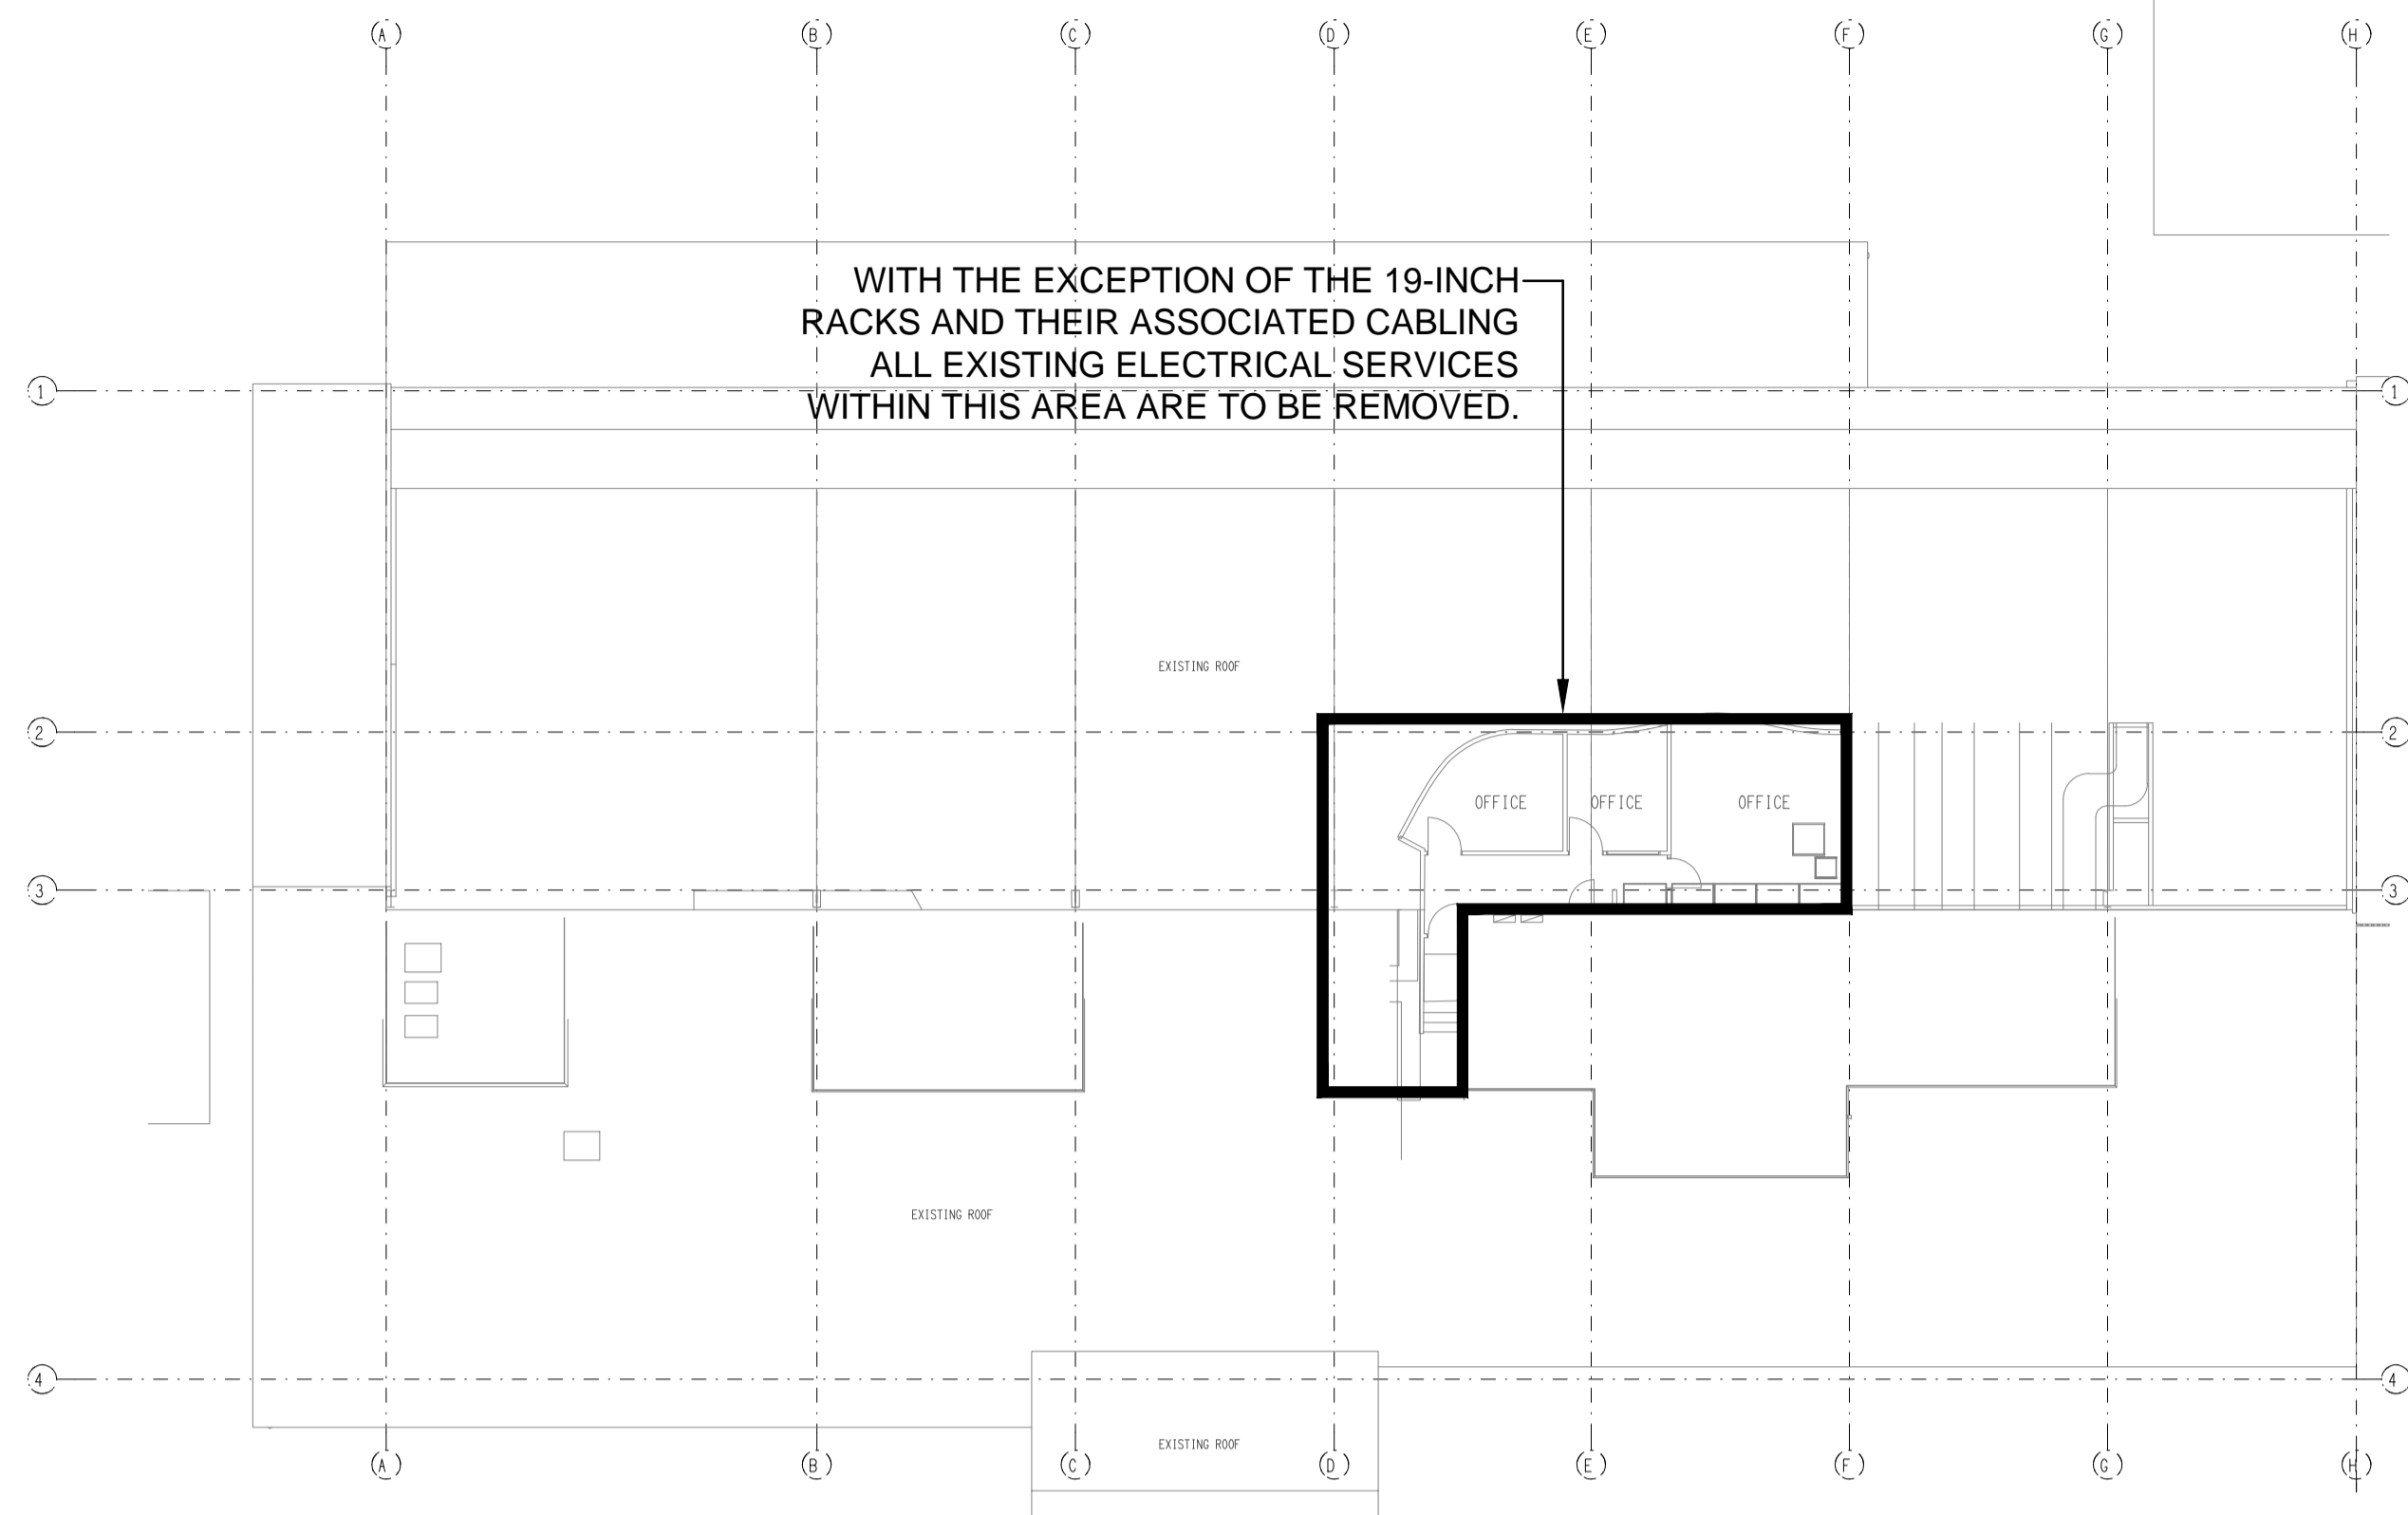 A B C D E F G H
WITH THE EXCEPTION OF THE 19-INCH
RACKS AND THEIR ASSOCIATED CABLING
ALL EXISTING ELECTRICAL SERVICES
WITHIN THIS AREA ARE TO BE REMOVED.
1 1
EXISTING ROOF
2 2
OFFICE OFFICE OFFICE
3 3
EXISTING ROOF
4 4
EXISTING ROOF
A B C D E F G H